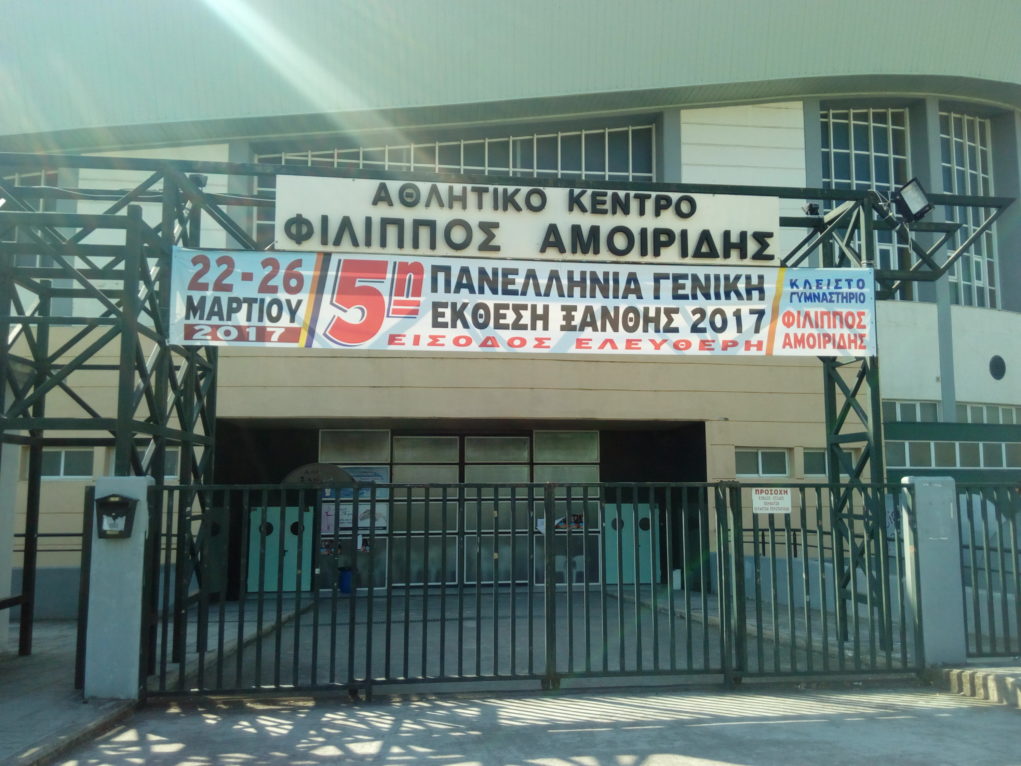 ΑΘΛΗΤΙΚΟ ΚΕΝΤΡΟ
ΦΙΛΙΠΠΟΣ ΑΜΟΙΡΙΔΗΣ
22-26
ΜΑΡΤΙΟΥ
2017
5η
ΠΑΝΕΛΛΗΝΙΑ ΓΕΝΙΚΗ
ΕΚΘΕΣΗ ΞΑΝΘΗΣ 2017
ΕΙΣΟΔΟΣ ΕΛΕΥΘΕΡΗ
ΚΛΕΙΣΤΟ
ΓΥΜΝΑΣΤΗΡΙΟ
ΦΙΛΙΠΠΟΣ
ΑΜΟΙΡΙΔΗΣ
ΠΡΟΣΟΧΗ